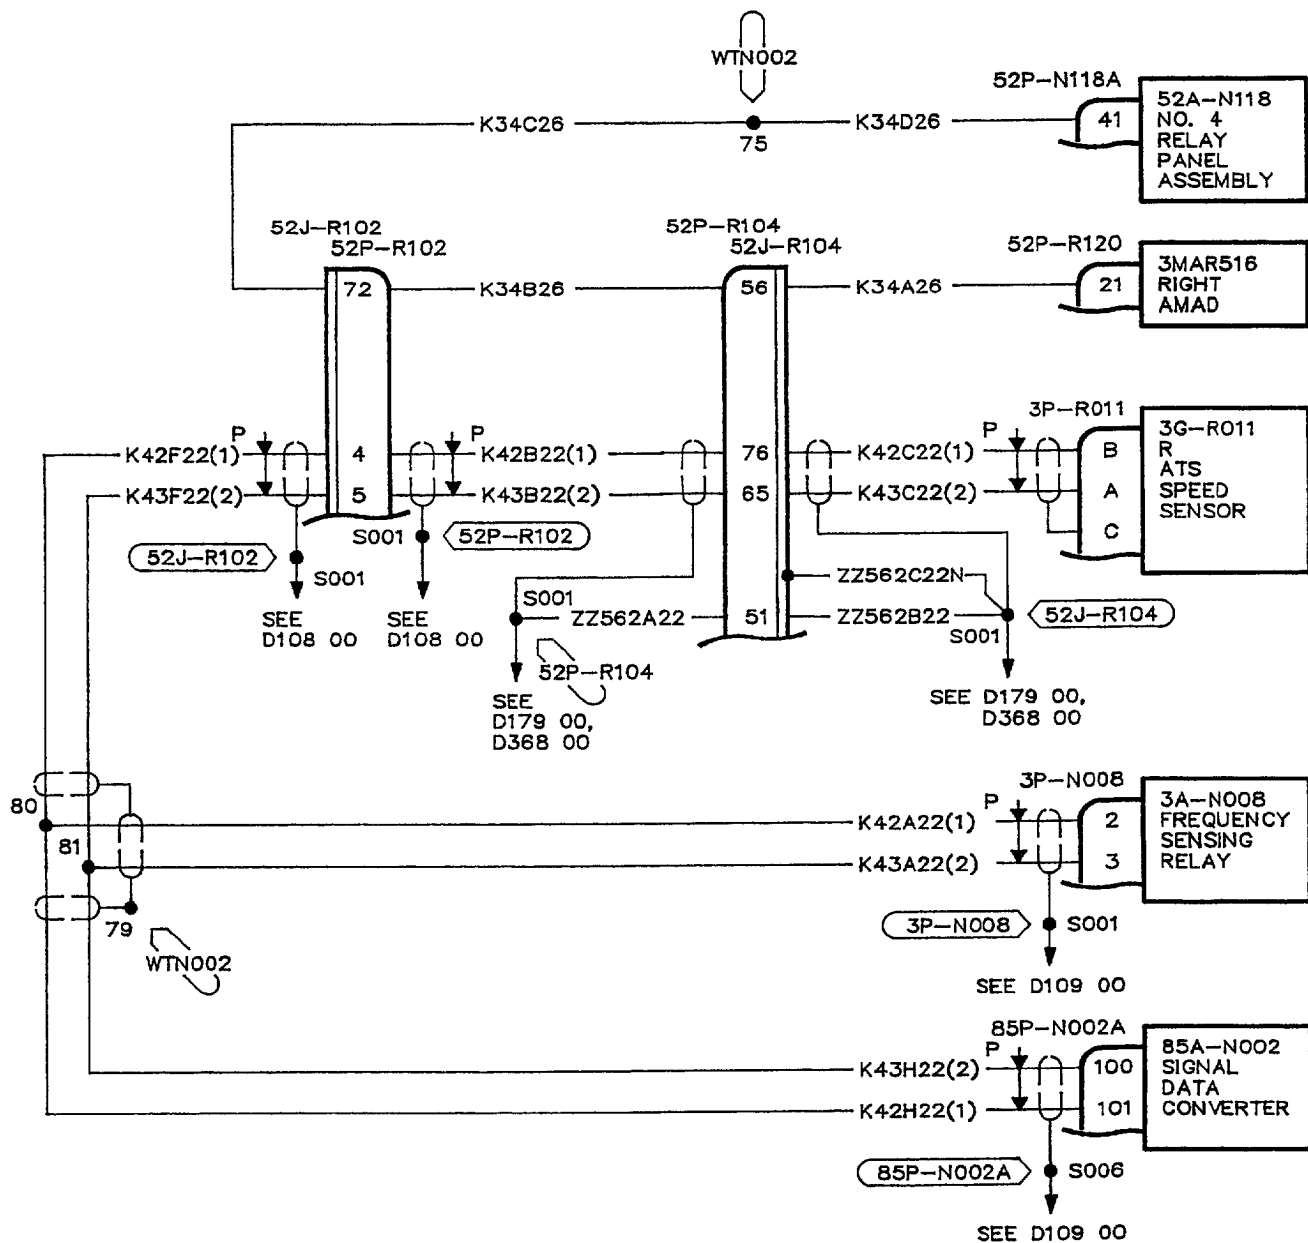 WTN002
52P-N118A
52A-N118
NO. 4
RELAY
PANEL
ASSEMBLY
K34C26
K34D26
41
75
52J-R102
52P-R102
52P-R104
52J-R104
52P-R120
3MAR516
RIGHT
AMAD
72
K34B26
56
K34A26
21
3P-R011
3G-R011
R
ATS
SPEED
SENSOR
P
P
P
K42F22(1)
4
K42B22(1)
76
K42C22(1)
B
K43F22(2)
5
K43B22(2)
65
K43C22(2)
A
C
52J-R102
S001
S001
52P-R102
SEE
D108 00
SEE
D108 00
S001
ZZ562A22
51
ZZ562C22N
ZZ562B22
S001
52J-R104
52P-R104
SEE
D179 00,
D368 00
SEE D179 00,
D368 00
80
81
79
WTN002
3P-N008
3A-N008
FREQUENCY
SENSING
RELAY
P
K42A22(1)
2
K43A22(2)
3
3P-N008
S001
SEE D109 00
85P-N002A
85A-N002
SIGNAL
DATA
CONVERTER
P
K43H22(2)
100
K42H22(1)
101
85P-N002A
S006
SEE D109 00